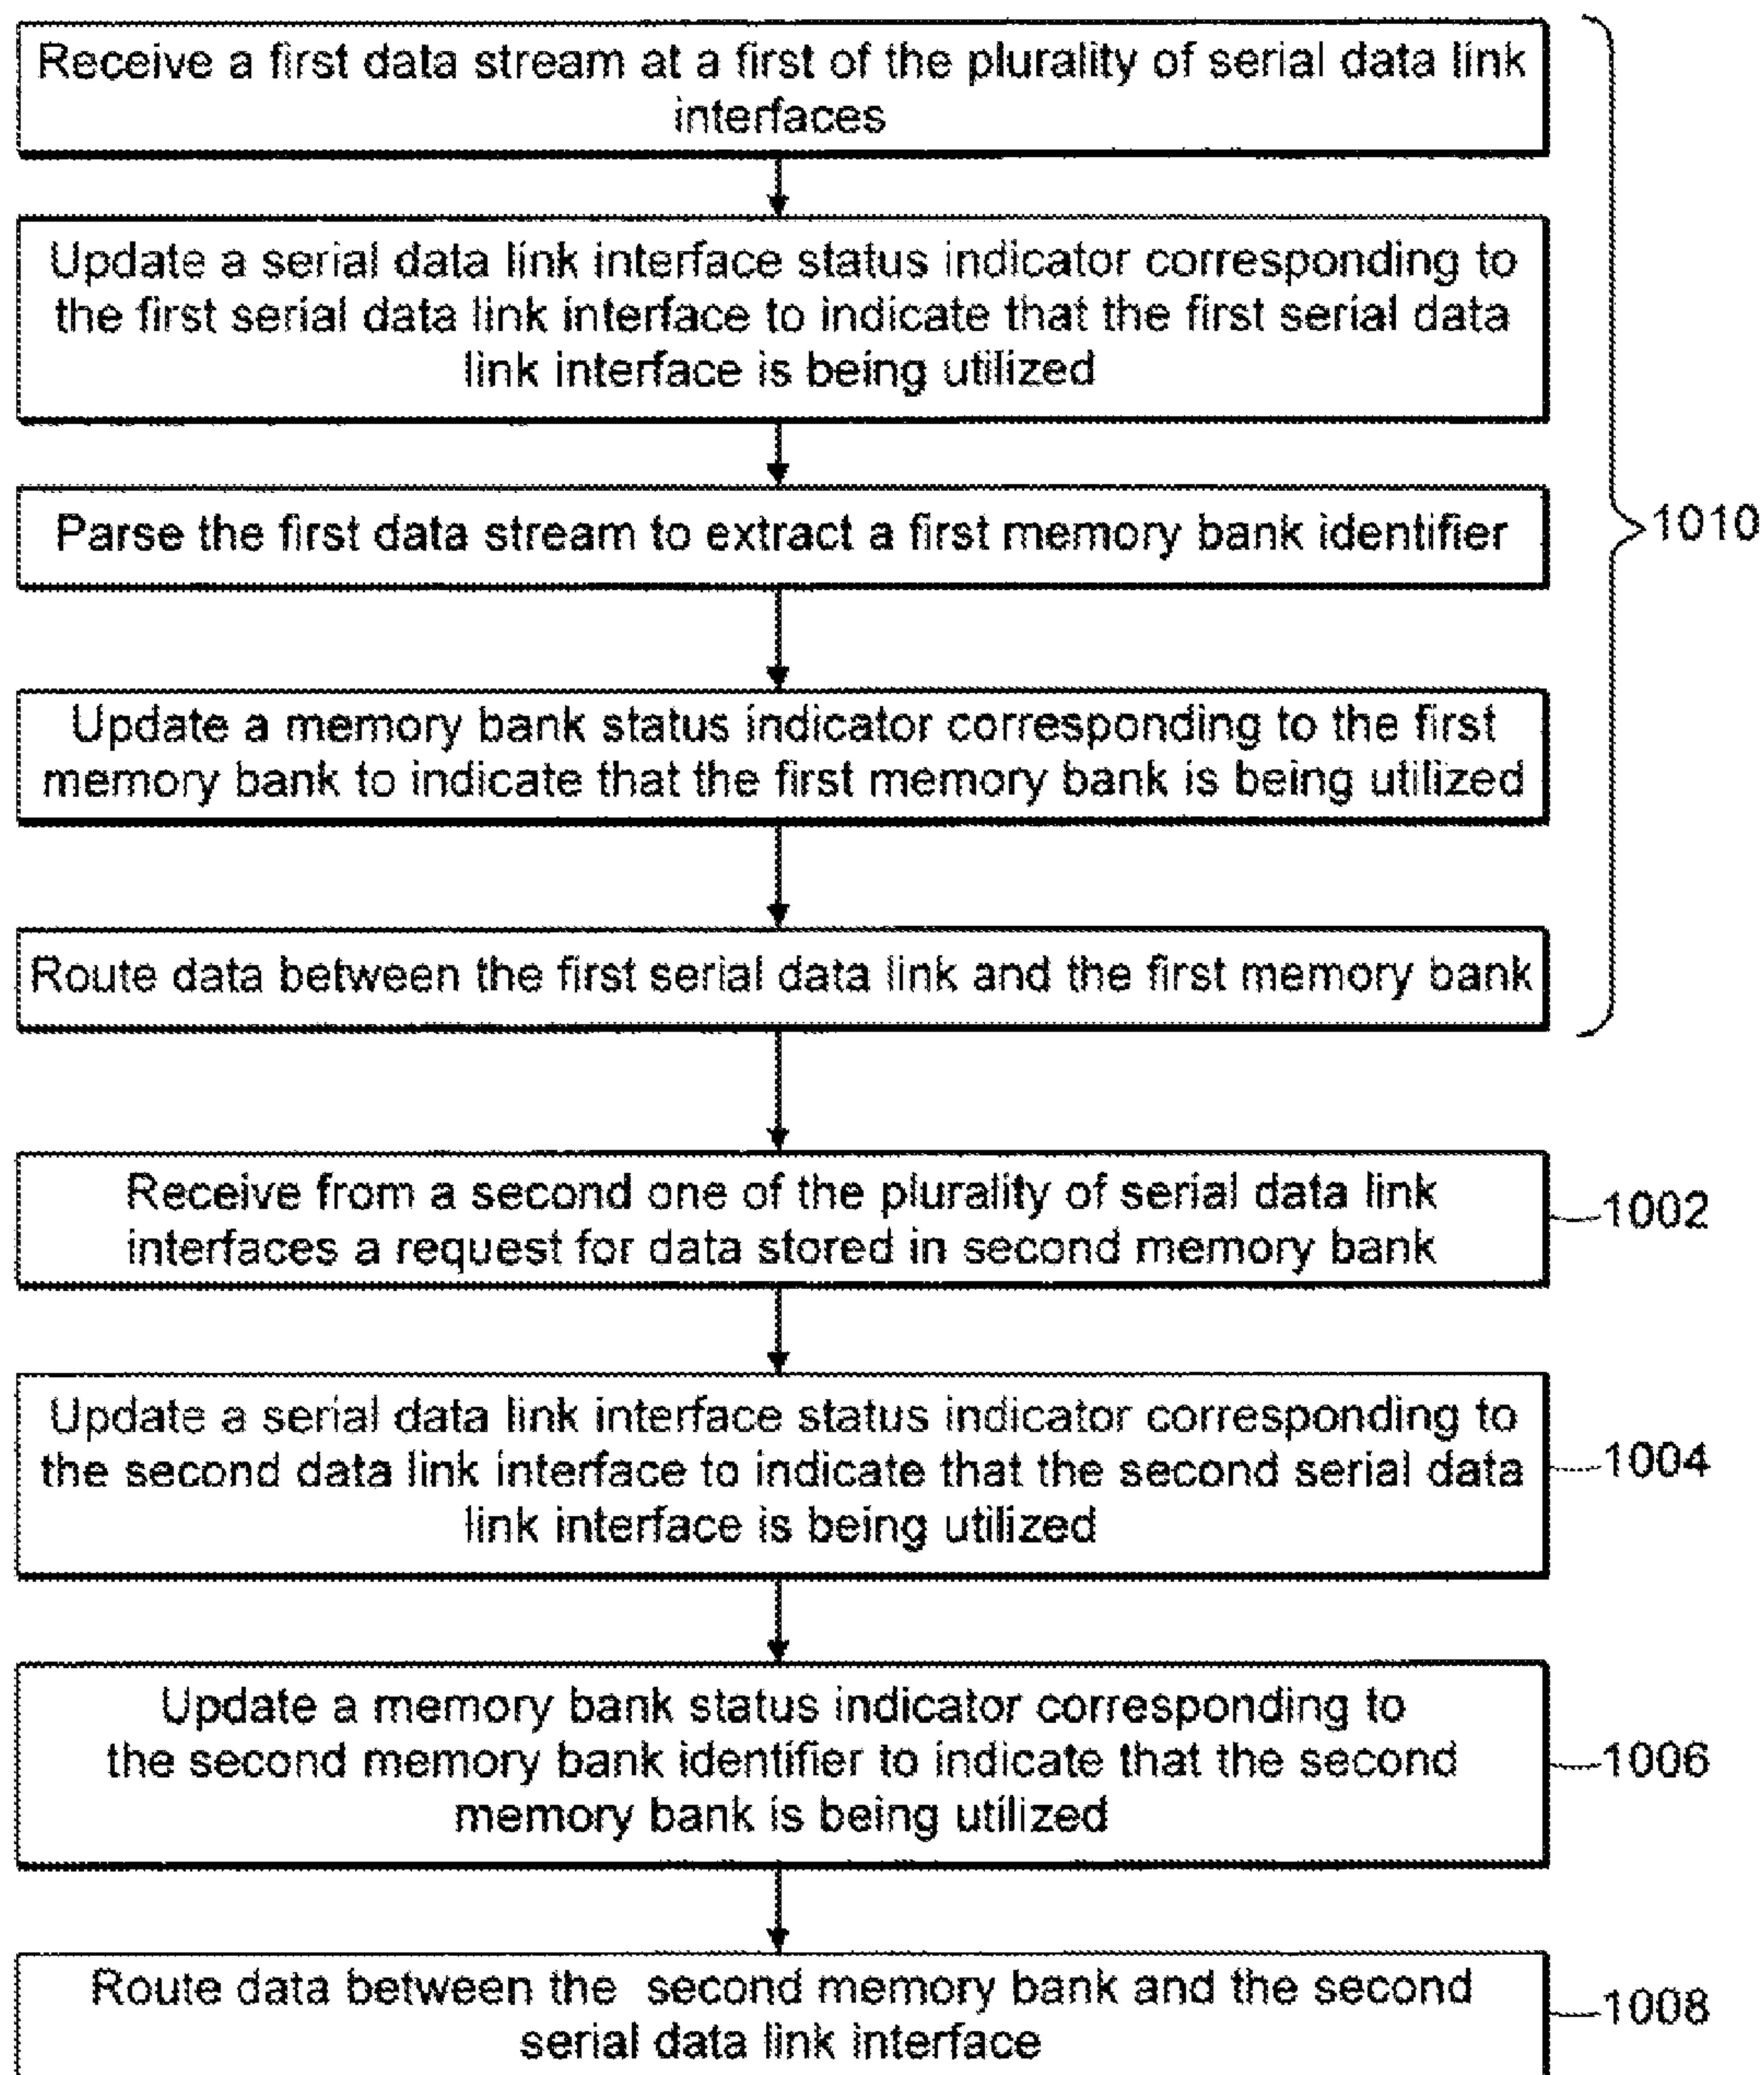 Receive a first data stream at a first of the plurality of serial data link
interfaces
Update a serial data link interface status indicator corresponding to
the first serial data link interface to indicate that the first serial data
link interface is being utilized
Parse the first data stream to extract a first memory bank identifier
1010
Update a memory bank status indicator corresponding to the first
memory bank to indicate that the first memory bank is being utilized
Route data between the first serial data link and the first memory bank
Receive from a second one of the plurality of serial data link
interfaces a request for data stored in second memory bank
1002
Update a serial data link interface status indicator corresponding to
the second data link interface to indicate that the second serial data
link interface is being utilized
1004
Update a memory bank status indicator corresponding to
the second memory bank identifier to indicate that the second
memory bank is being utilized
1006
Route data between the second memory bank and the second
serial data link interface
1008